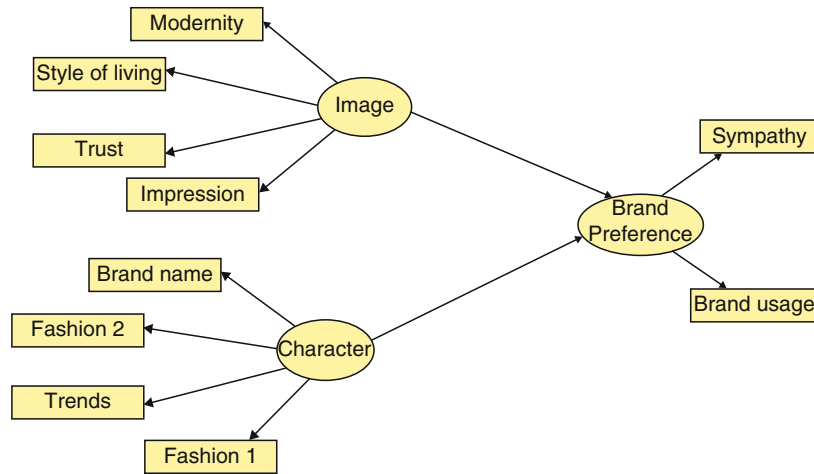 Modernity
Style of living
Image
Trust
Impression
Sympathy
Brand
Preference
Brand usage
Brand name
Fashion 2
Character
Trends
Fashion 1